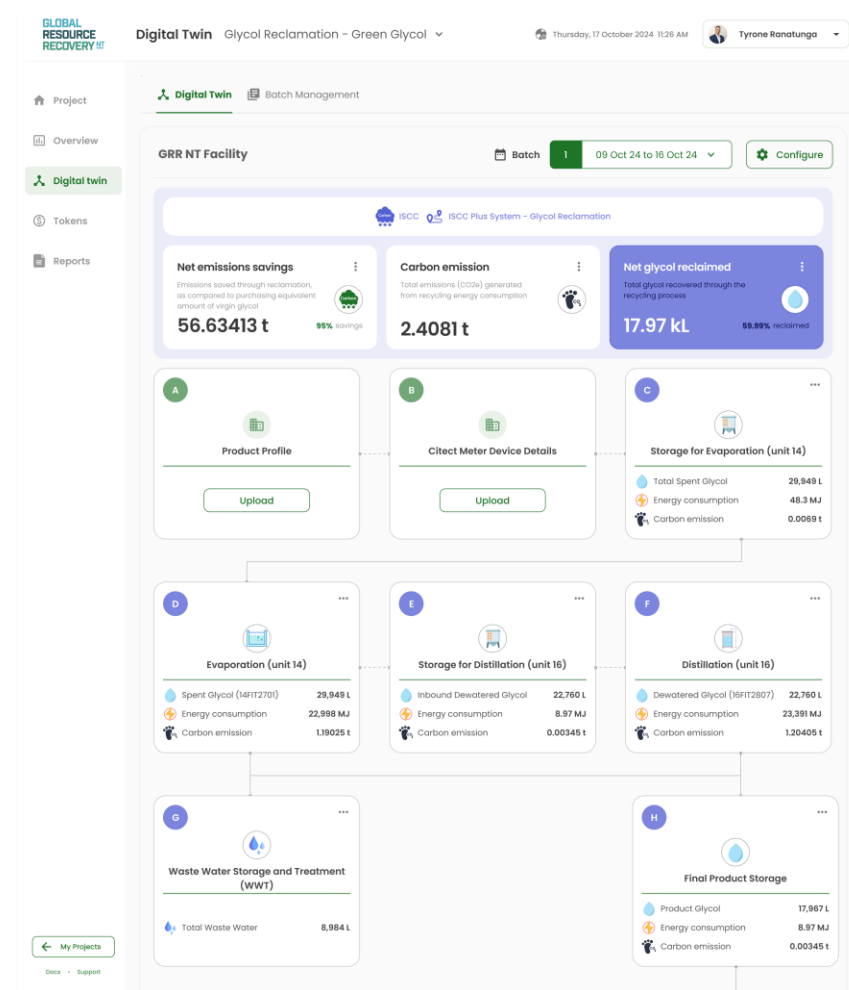 GLOBAL
RESOURCE
RECOVERY NT
Digital Twin Glycol Reclamation - Green Glycol
Thursday, 17 October 2024 11:26 AM
Tyrone Ranatunga
Project
Overview
Digital twin
Tokens
Reports
Digital Twin
Batch Management
GRR NT Facility
Batch
1
09 Oct 24 to 16 Oct 24
Configure
ISCC
ISCC Plus System - Glycol Reclamation
Net emissions savings
Emissions saved through reclamation,
as compared to purchasing equivalent
amount of virgin glycol
56.63413 t
95% savings
Carbon emission
Total emissions (CO2e) generated
from recycling energy consumption
2.4081 t
Net glycol reclaimed
Total glycol recovered through the
recycling process
17.97 kL
59.99% reclaimed
A
Product Profile
Upload
B
Citect Meter Device Details
Upload
C
Storage for Evaporation (unit 14)
Total Spent Glycol 29,949 L
Energy consumption 48.3 MJ
Carbon emission 0.0069 t
D
Evaporation (unit 14)
Spent Glycol (14FIT2701) 29,949 L
Energy consumption 22,998 MJ
Carbon emission 1.19025 t
E
Storage for Distillation (unit 16)
Inbound Dewatered Glycol 22,760 L
Energy consumption 8.97 MJ
Carbon emission 0.00345 t
F
Distillation (unit 16)
Dewatered Glycol (16FIT2807) 22,760 L
Energy consumption 23,391 MJ
Carbon emission 1.20405 t
G
Waste Water Storage and Treatment
(WWT)
Total Waste Water 8,984 L
H
Final Product Storage
Product Glycol 17,967 L
Energy consumption 8.97 MJ
Carbon emission 0.00345 t
My Projects
Docs • Support